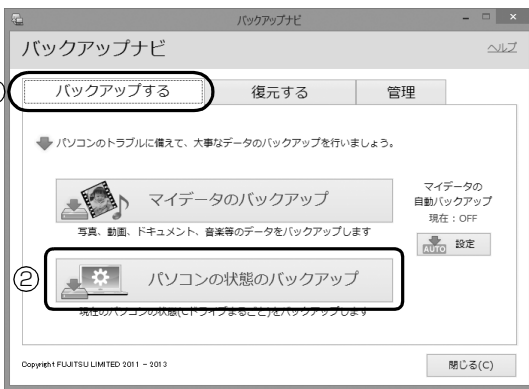 バックアップナビ
バックアップナビ
ヘルプ
バックアップする
復元する
管理
パソコンのトラブルに備えて、大事なデータのバックアップを行いましょう。
マイデータのバックアップ
写真、動画、ドキュメント、音楽等のデータをバックアップします
マイデータの
自動バックアップ
現在：OFF
AUTO 設定
② パソコンの状態のバックアップ
現在のパソコンの状態(Cドライブまるごと)をバックアップします
Copyright FUJITSU LIMITED 2011 - 2013
閉じる(C)